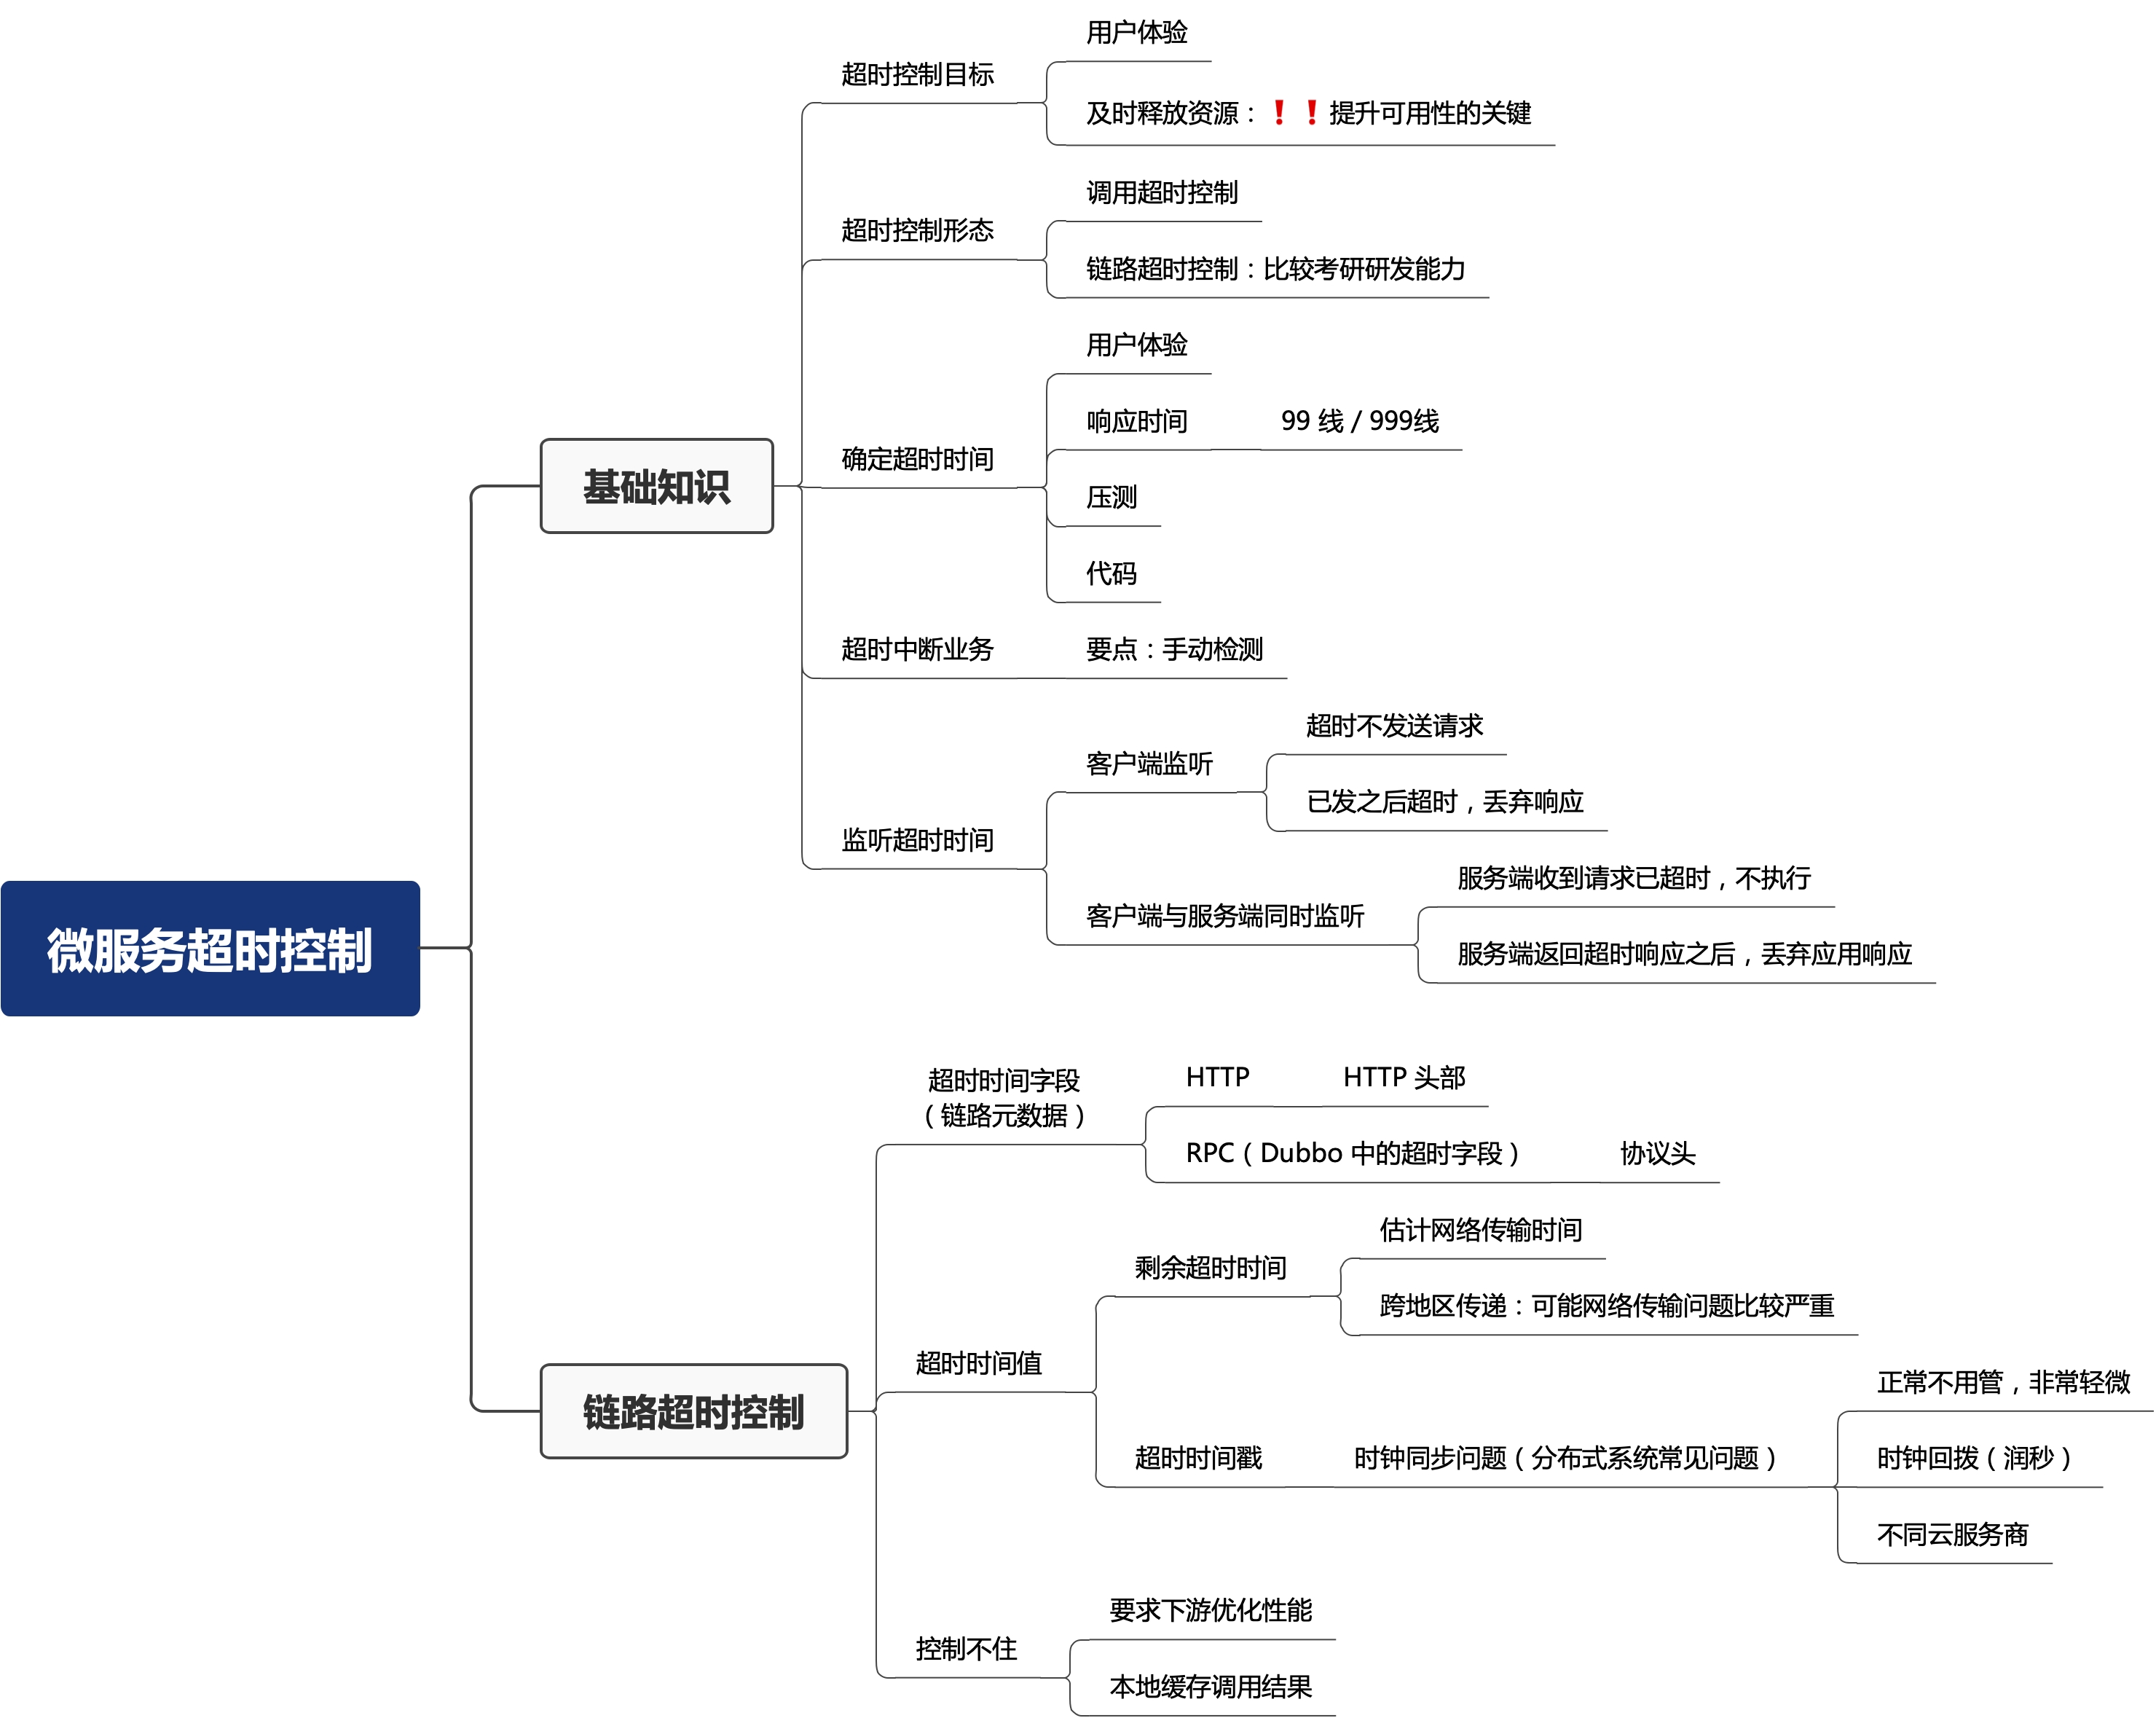 微服务超时控制
基础知识
超时控制目标
用户体验
及时释放资源：❗❗提升可用性的关键
超时控制形态
调用超时控制
链路超时控制：比较考研研发能力
确定超时时间
用户体验
响应时间
99 线 / 999线
压测
代码
超时中断业务
要点：手动检测
监听超时时间
客户端监听
超时不发送请求
已发之后超时，丢弃响应
客户端与服务端同时监听
服务端收到请求已超时，不执行
服务端返回超时响应之后，丢弃应用响应
链路超时控制
超时时间字段
（链路元数据）
HTTP
HTTP 头部
RPC（Dubbo 中的超时字段）
协议头
超时时间值
剩余超时时间
估计网络传输时间
跨地区传递：可能网络传输问题比较严重
超时时间戳
时钟同步问题（分布式系统常见问题）
正常不用管，非常轻微
时钟回拨（润秒）
不同云服务商
控制不住
要求下游优化性能
本地缓存调用结果